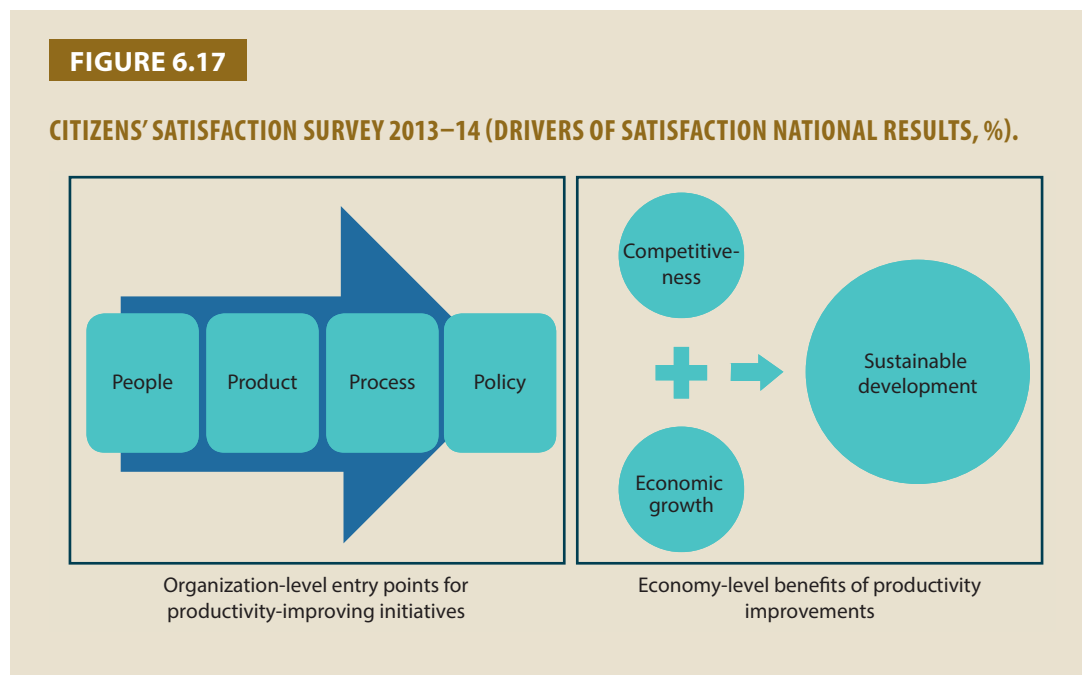 FIGURE 6.17
CITIZENS' SATISFACTION SURVEY 2013–14 (DRIVERS OF SATISFACTION NATIONAL RESULTS, %).
People
Product
Process
Policy
Organization-level entry points for
productivity-improving initiatives
Competitive-
ness
Economic
growth
Sustainable
development
Economy-level benefits of productivity
improvements